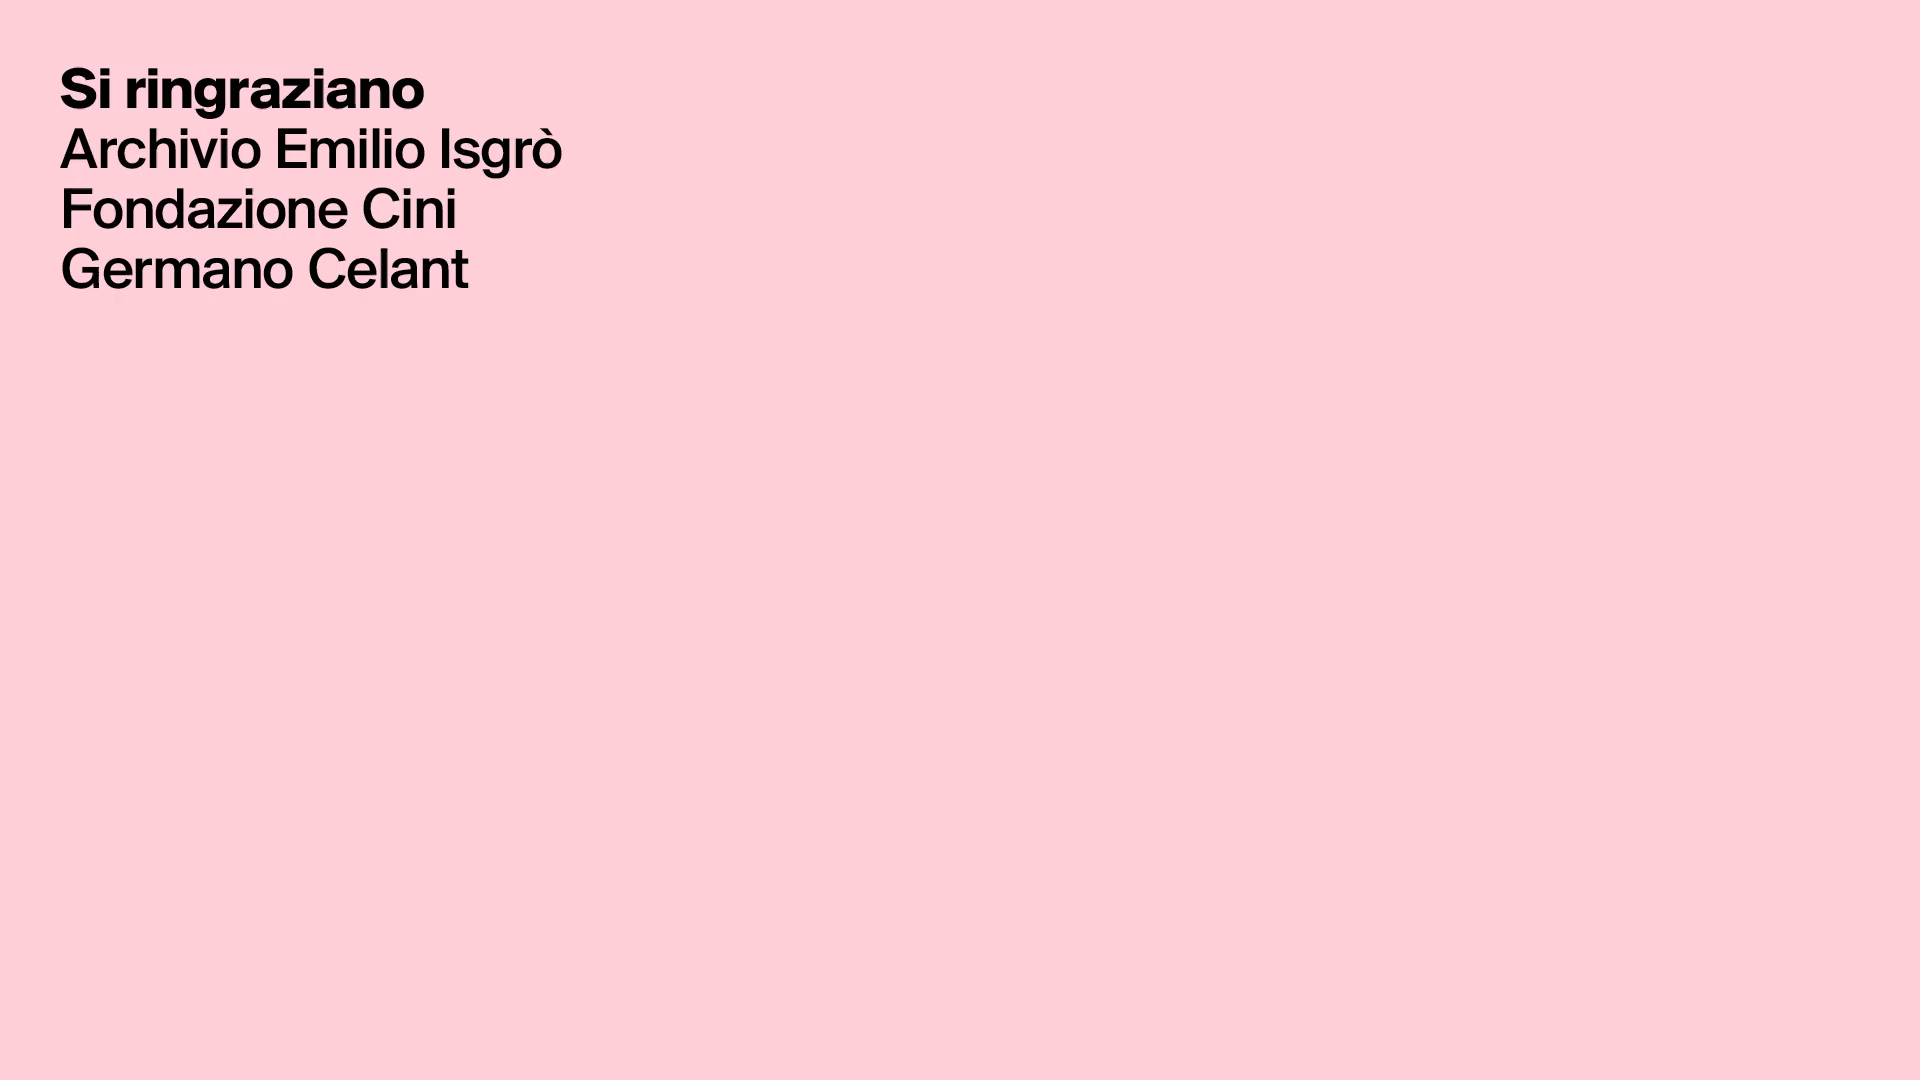 Si ringraziano
Archivio Emilio Isgrò
Fondazione Cini
Germano Celant